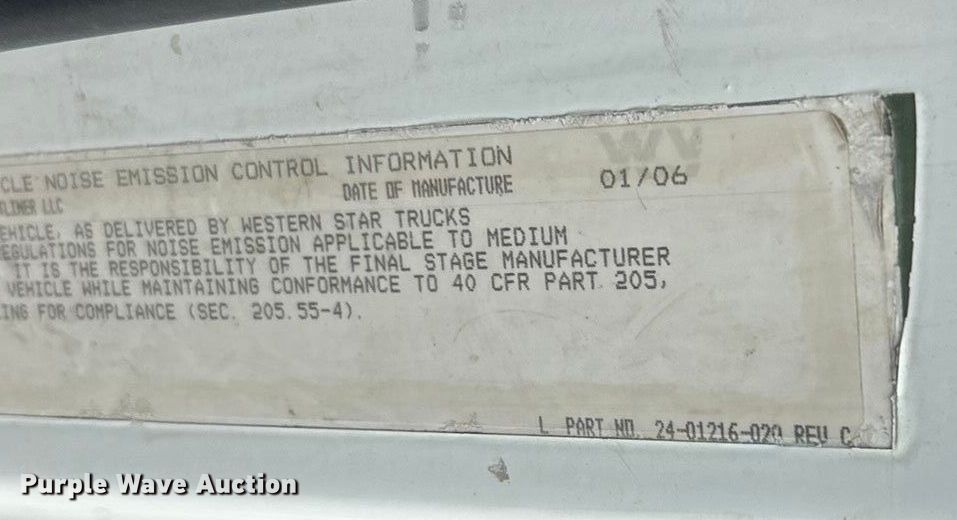 CLE NOISE EMISSION CONTROL INFORMATION
LINER LLC DATE OF MANUFACTURE 01/06
EHICLE, AS DELIVERED BY WESTERN STAR TRUCKS
EGULATIONS FOR NOISE EMISSION APPLICABLE TO MEDIUM
IT IS THE RESPONSIBILITY OF THE FINAL STAGE MANUFACTURER
VEHICLE WHILE MAINTAINING CONFORMANCE TO 40 CFR PART 205,
ING FOR COMPLIANCE (SEC. 205.55-4).
L PART NO. 24-01216-020 REV C
Purple Wave Auction